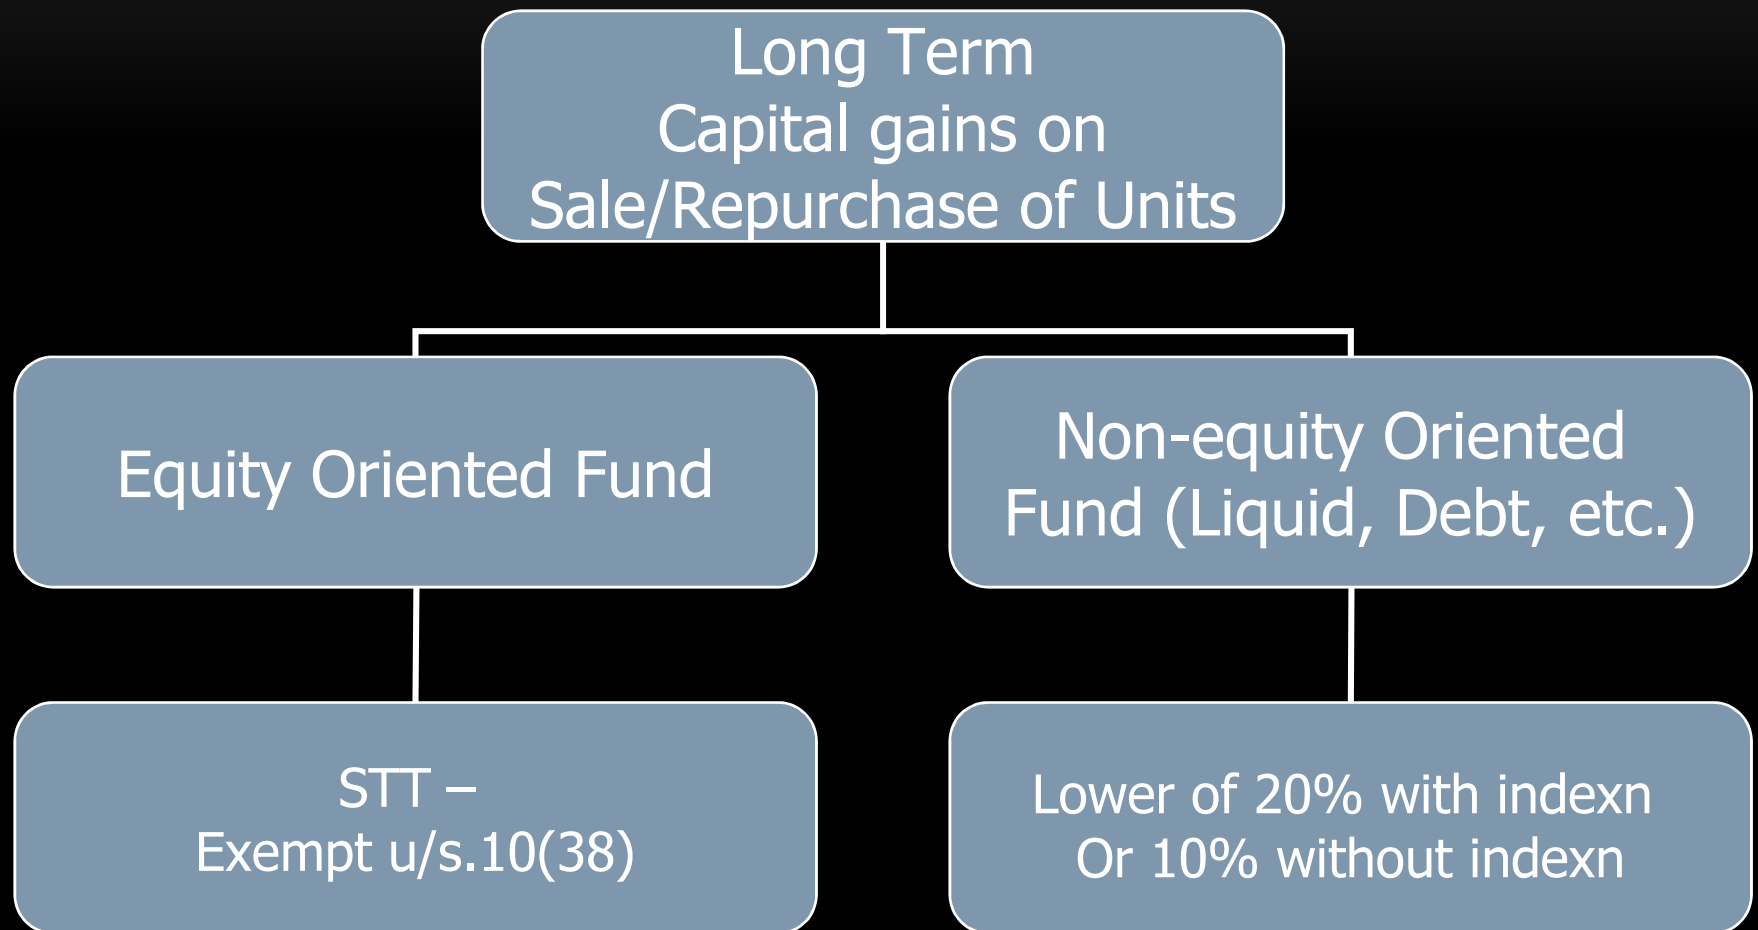 Long Term
Capital gains on
Sale/Repurchase of Units
Equity Oriented Fund
Non-equity Oriented
Fund (Liquid, Debt, etc.)
STT –
Exempt u/s.10(38)
Lower of 20% with indexn
Or 10% without indexn